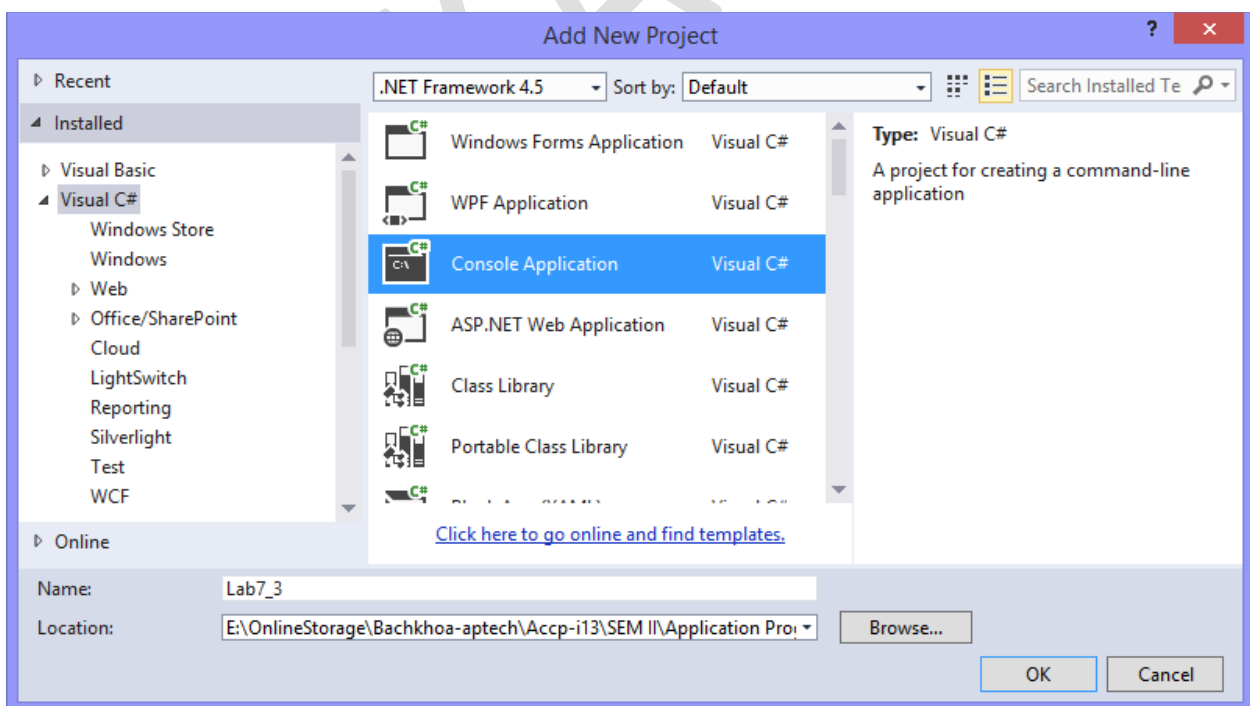 Add New Project
?
Recent
Installed
Visual Basic
Visual C#
Windows Store
Windows
Web
Office/SharePoint
Cloud
LightSwitch
Reporting
Silverlight
Test
WCF
Online
.NET Framework 4.5
Sort by: Default
Search Installed Te
Windows Forms Application Visual C#
WPF Application Visual C#
Console Application Visual C#
ASP.NET Web Application Visual C#
Class Library Visual C#
Portable Class Library Visual C#
Click here to go online and find templates.
Type: Visual C#
A project for creating a command-line
application
Name: Lab7_3
Location: E:\OnlineStorage\Bachkhoa-aptech\Accp-i13\SEM II\Application Pro
Browse...
OK Cancel